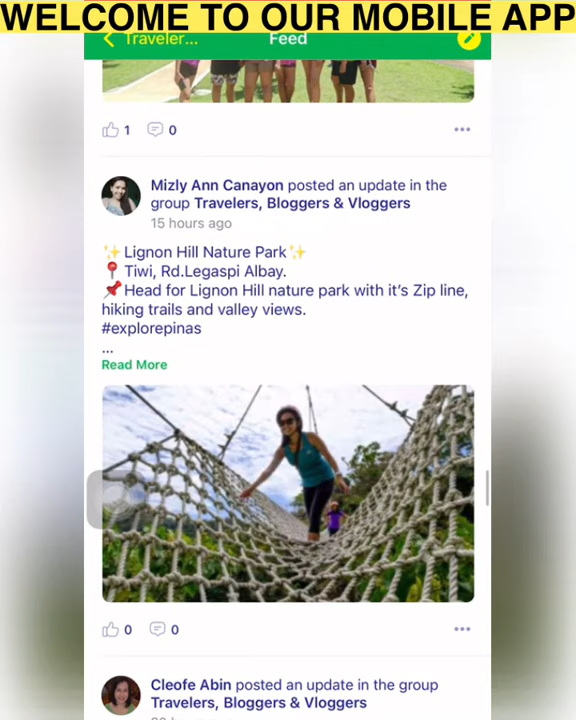 WELCOME TO OUR MOBILE APP
Traveler... Feed
1 0
Mizly Ann Canayon posted an update in the
group Travelers, Bloggers & Vloggers
15 hours ago
✨ Lignon Hill Nature Park✨
📍 Tiwi, Rd.Legaspi Albay.
📌Head for Lignon Hill nature park with it's Zip line,
hiking trails and valley views.
#explorepinas
...
Read More
0 0
Cleofe Abin posted an update in the group
Travelers, Bloggers & Vloggers